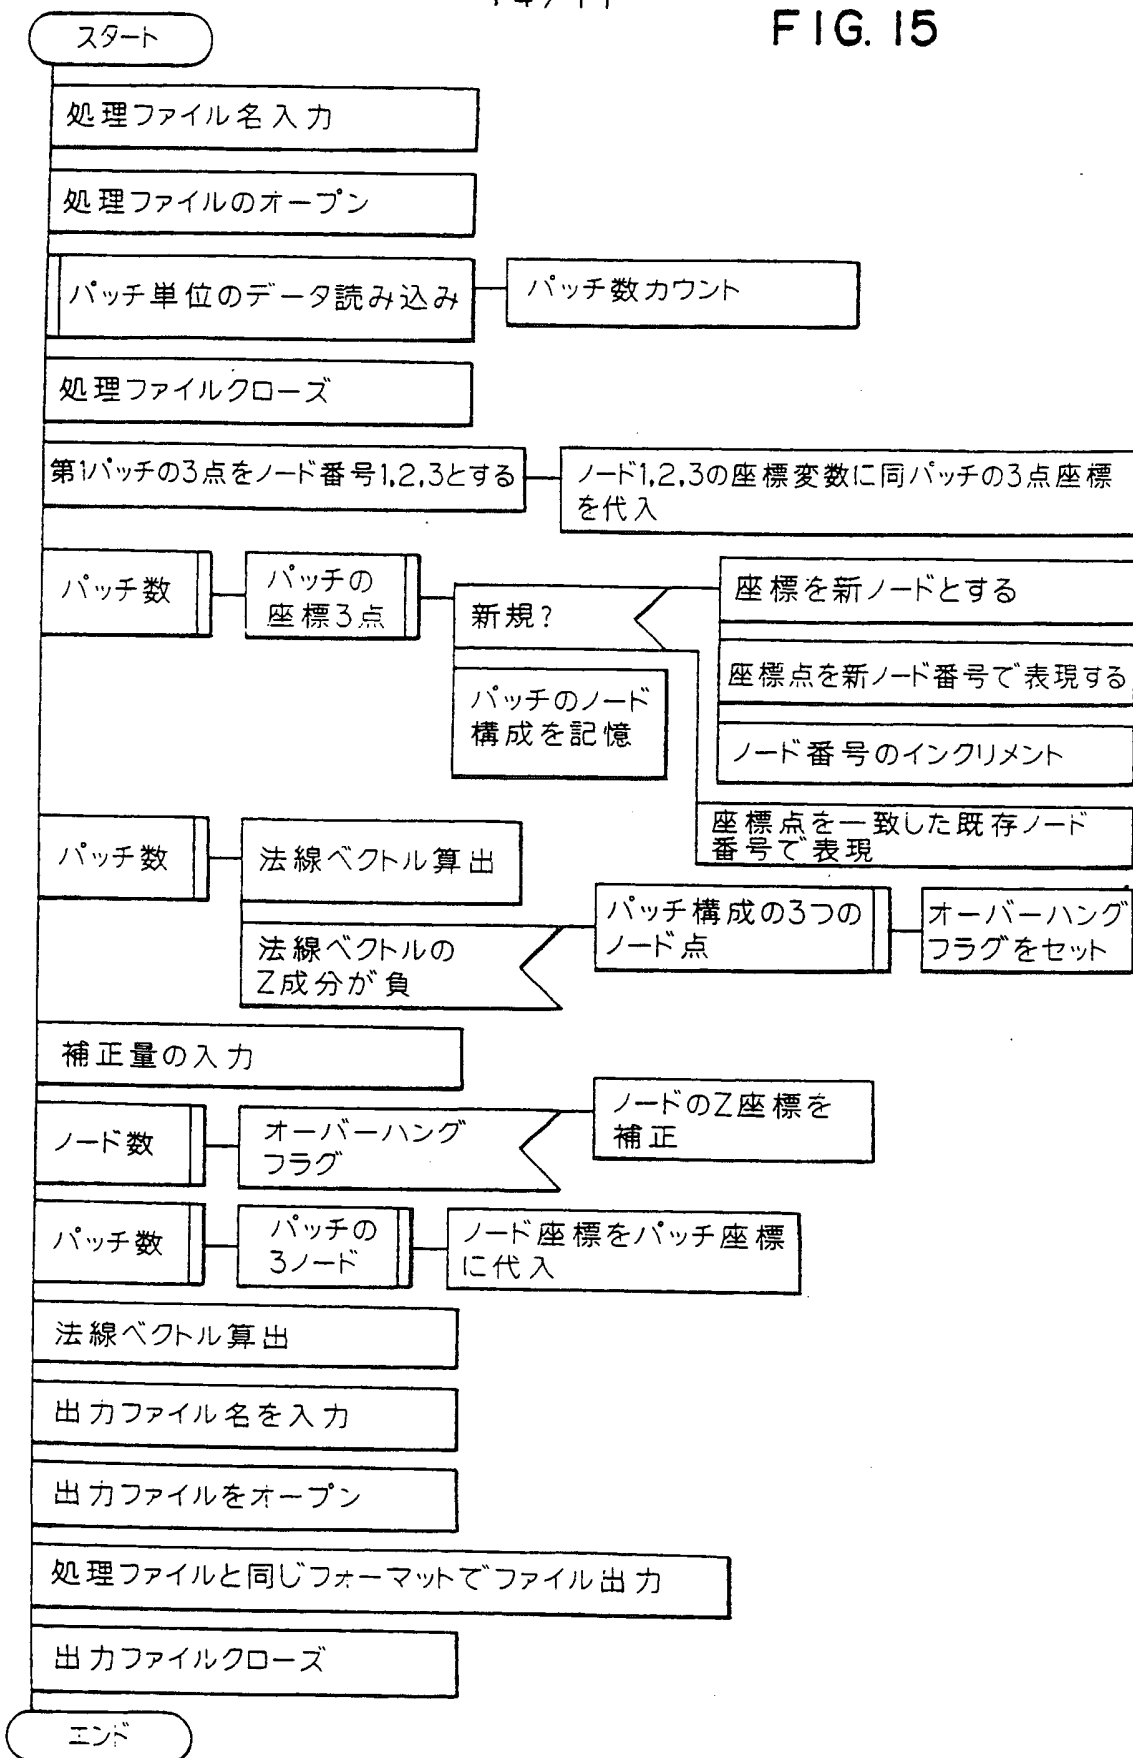 FIG. 15
スタート
処理ファイル名入力
処理ファイルのオープン
パッチ単位のデータ読み込み
パッチ数カウント
処理ファイルクローズ
第1パッチの3点をノード番号1,2,3とする
ノード1,2,3の座標変数に同パッチの3点座標
を代入
パッチ数
パッチの
座標3点
新規?
座標を新ノードとする
座標点を新ノード番号で表現する
ノード番号のインクリメント
座標点を一致した既存ノード
番号で表現
パッチのノード
構成を記憶
パッチ数
法線ベクトル算出
法線ベクトルの
Z成分が負
パッチ構成の3つの
ノード点
オーバーハング
フラグをセット
補正量の入力
ノード数
オーバーハング
フラグ
ノードのZ座標を
補正
パッチ数
パッチの
3ノード
ノード座標をパッチ座標
に代入
法線ベクトル算出
出力ファイル名を入力
出力ファイルをオープン
処理ファイルと同じフォーマットでファイル出力
出力ファイルクローズ
エンド